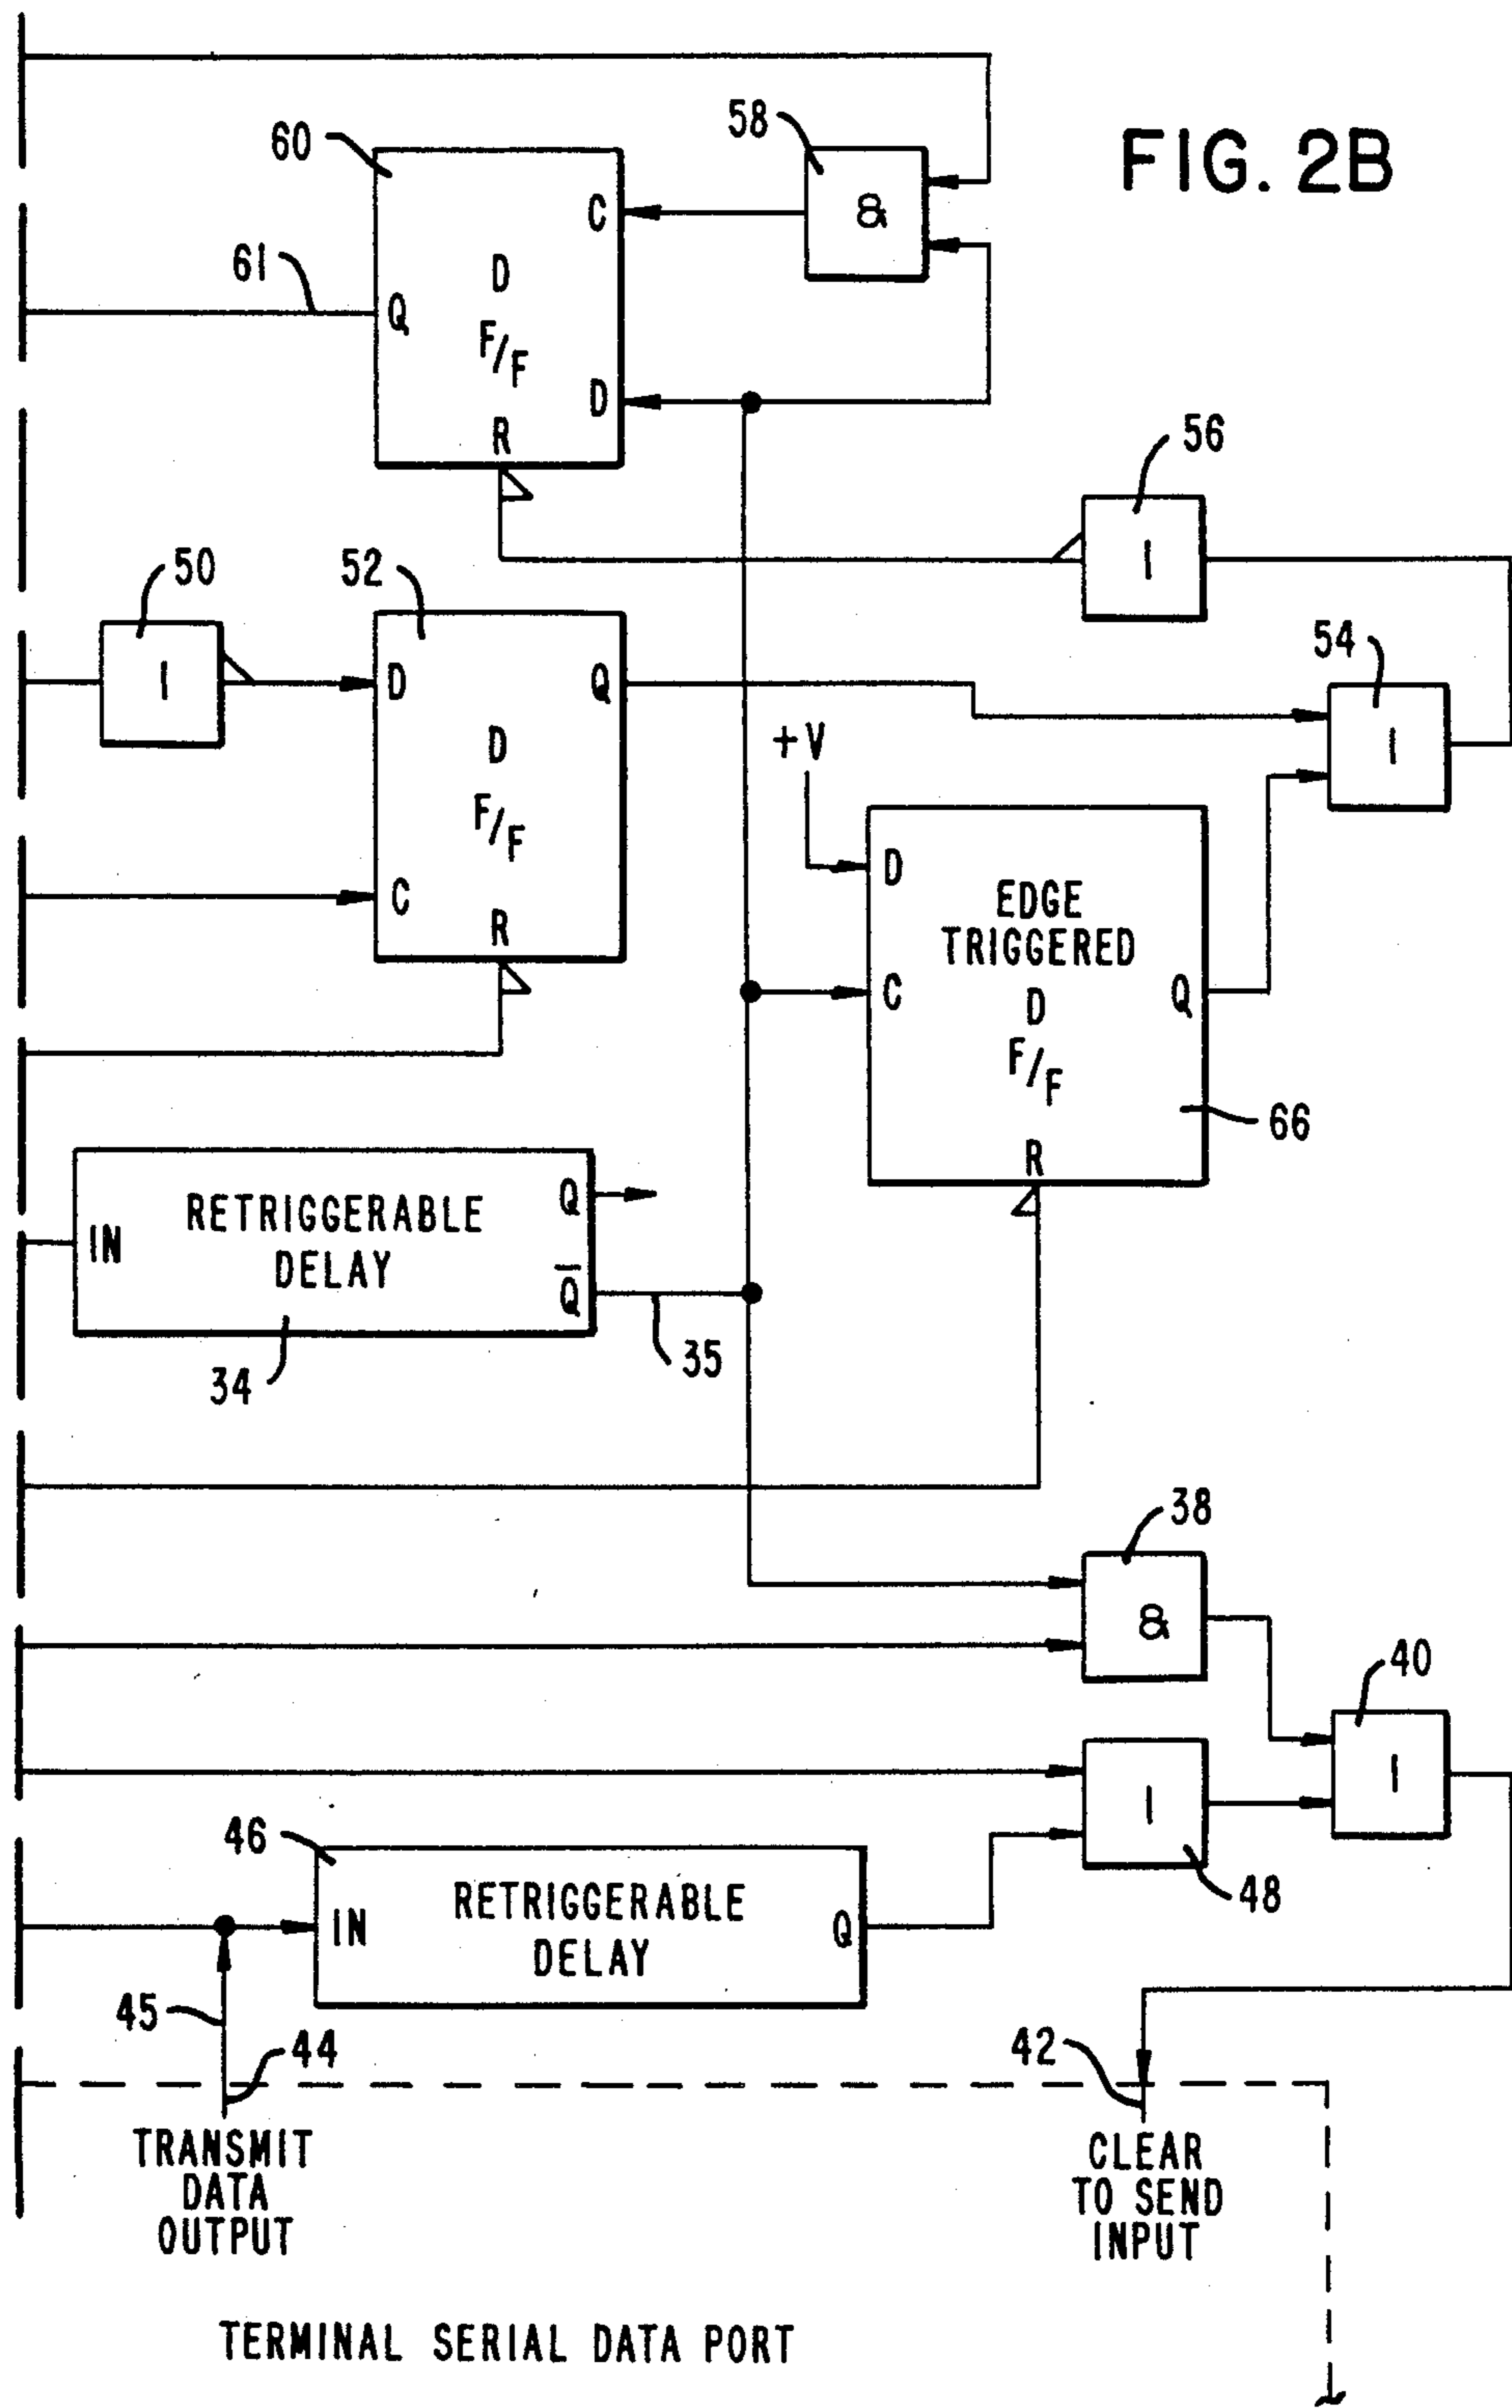 FIG. 2B
60
58
C
&
61
D
Q
F/F
D
R
56
I
50
52
54
I
D
Q
I
D
+V
F/F
D
EDGE
TRIGGERED
C
R
C
Q
D
F/F
66
R
Q
RETRIGGERABLE
IN
DELAY
Q̅
35
34
38
&
40
I
I
46
48
RETRIGGERABLE
IN
Q
DELAY
45
44
42
TRANSMIT
DATA
OUTPUT
CLEAR
TO SEND
INPUT
TERMINAL SERIAL DATA PORT